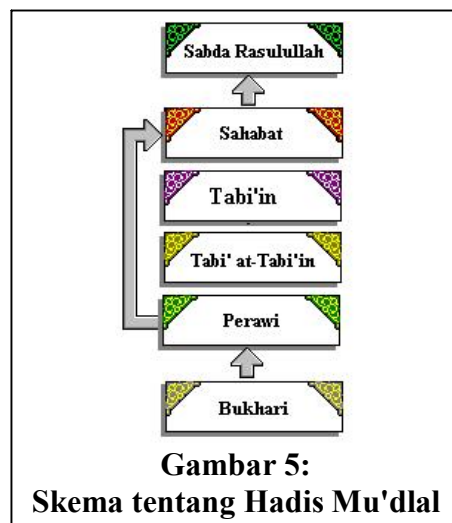 Sabda Rasulullah
Sahabat
Tabi'in
Tabi' at-Tabi'in
Perawi
Bukhari
Gambar 5:
Skema tentang Hadis Mu'dlal